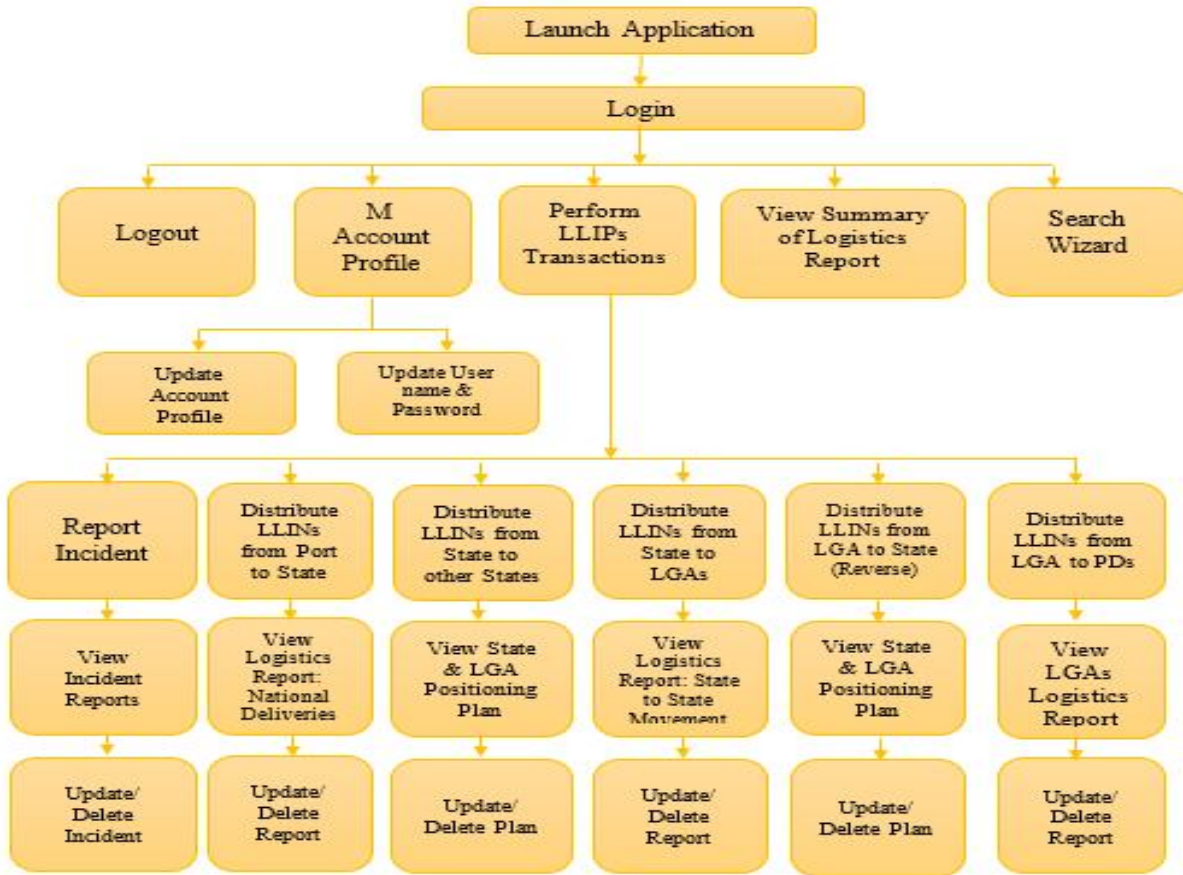 Launch Application
Login
Logout
M
Account
Profile
Perform
LLIPs
Transactions
View Summary
of Logistics
Report
Search
Wizard
Update
Account
Profile
Update User
name &
Password
Report
Incident
Distribute
LLINs
from Port
to State
Distribute
LLINs from
State to
other States
Distribute
LLINs from
State to
LGAs
Distribute
LLINs from
LGA to State
(Reverse)
Distribute
LLINs from
LGA to PDs
View
Incident
Reports
View
Logistics
Report:
National
Deliveries
View State
& LGA
Positioning
Plan
View
Logistics
Report: State
to State
Movement
View State
& LGA
Positioning
Plan
View
LGAs
Logistics
Report
Update/
Delete
Incident
Update/
Delete
Report
Update/
Delete Plan
Update/
Delete
Report
Update/
Delete Plan
Update/
Delete
Report